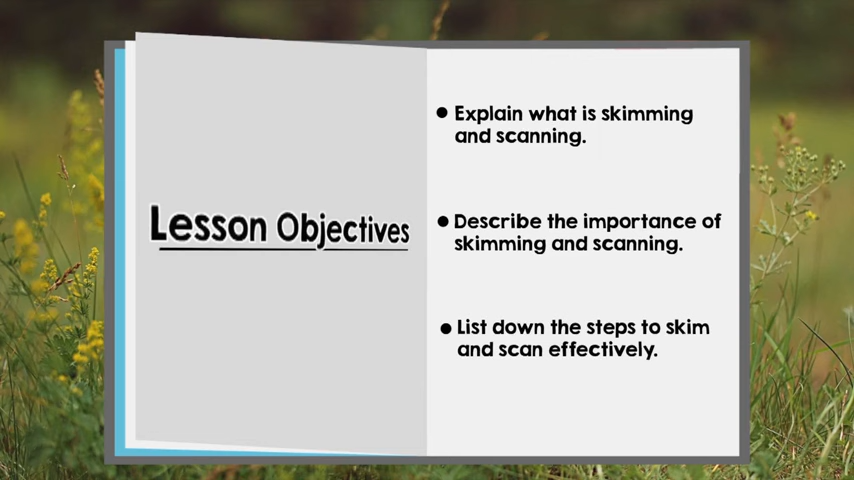 Lesson Objectives
● Explain what is skimming
and scanning.
● Describe the importance of
skimming and scanning.
● List down the steps to skim
and scan effectively.